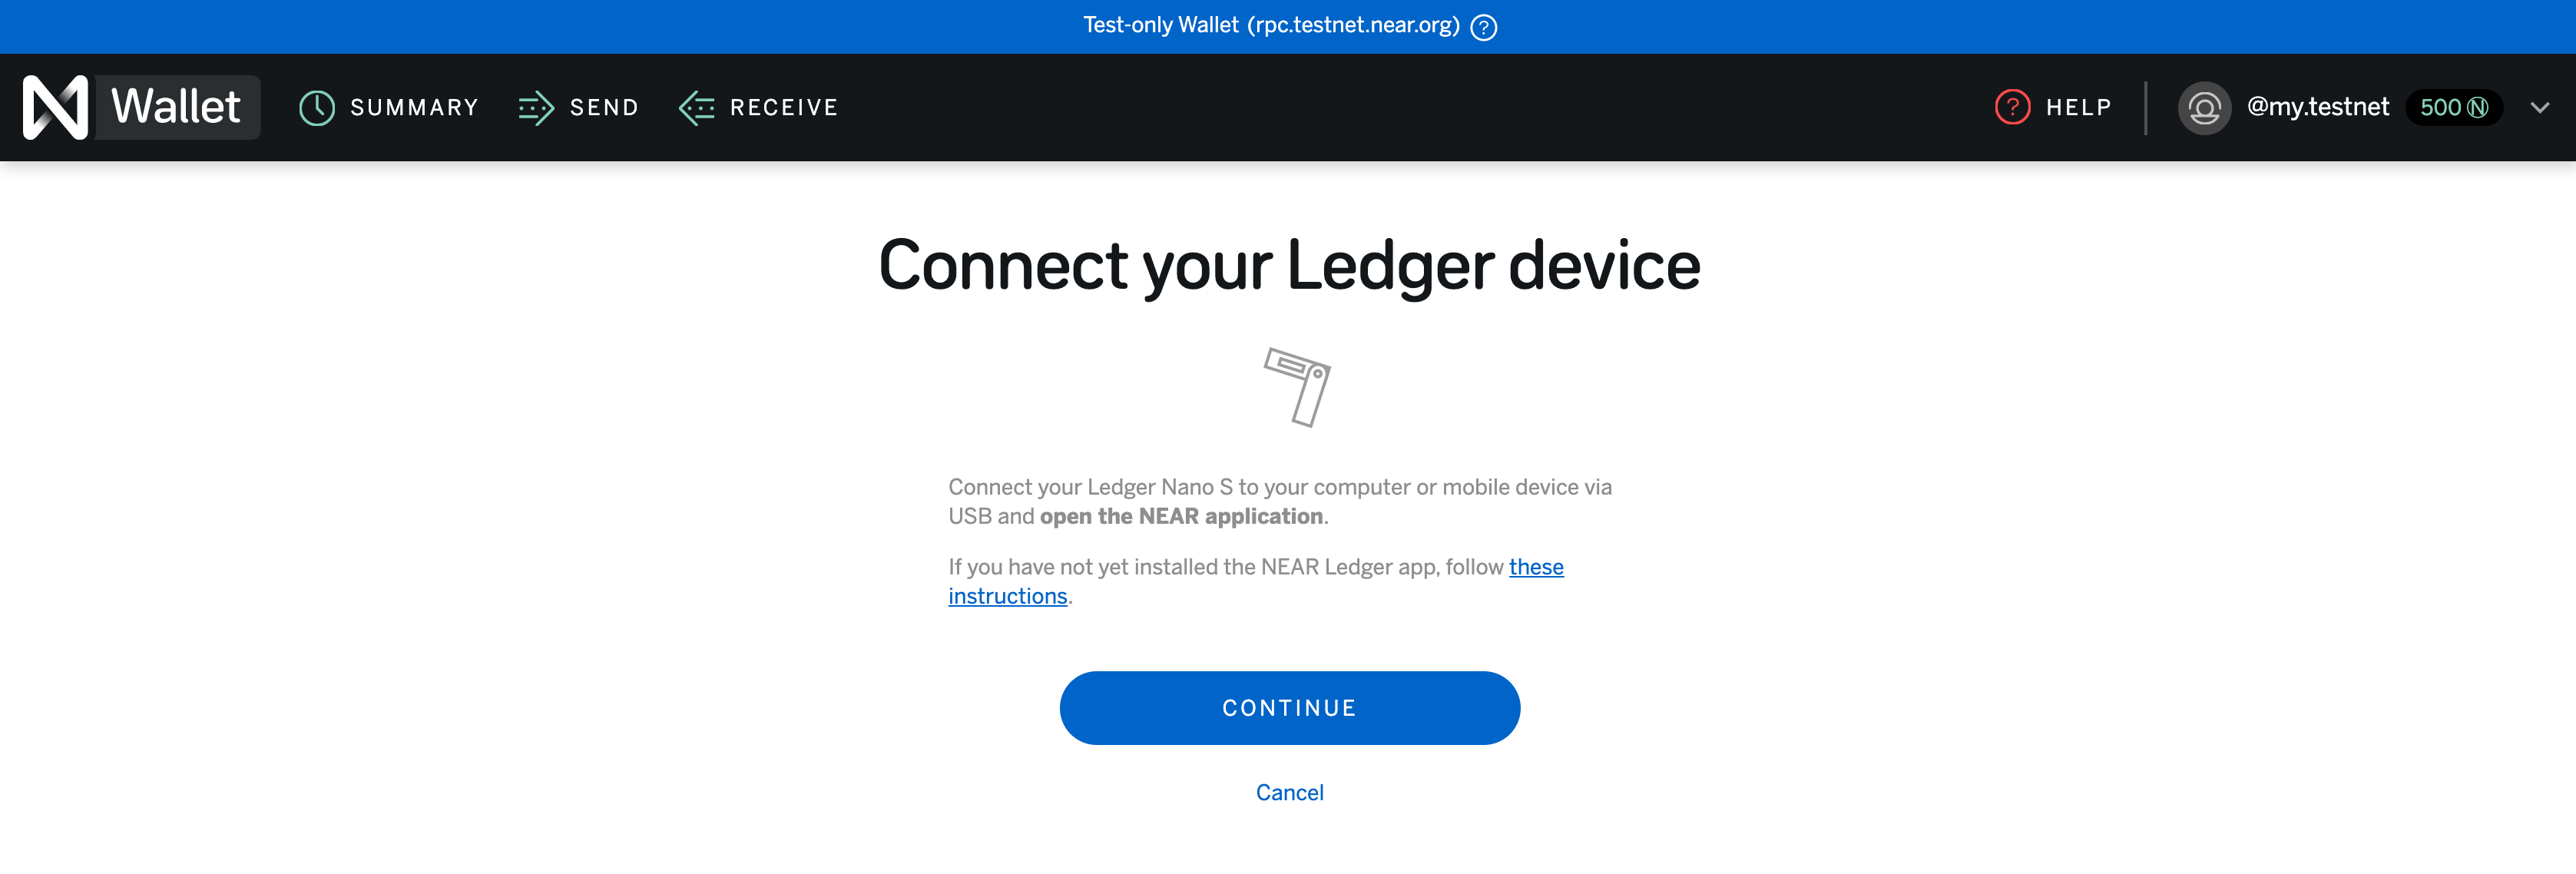 Test-only Wallet (rpc.testnet.near.org) ?
Wallet SUMMARY SEND RECEIVE ? HELP @my.testnet 500 N
Connect your Ledger device
Connect your Ledger Nano S to your computer or mobile device via
USB and open the NEAR application.
If you have not yet installed the NEAR Ledger app, follow these
instructions.
CONTINUE
Cancel